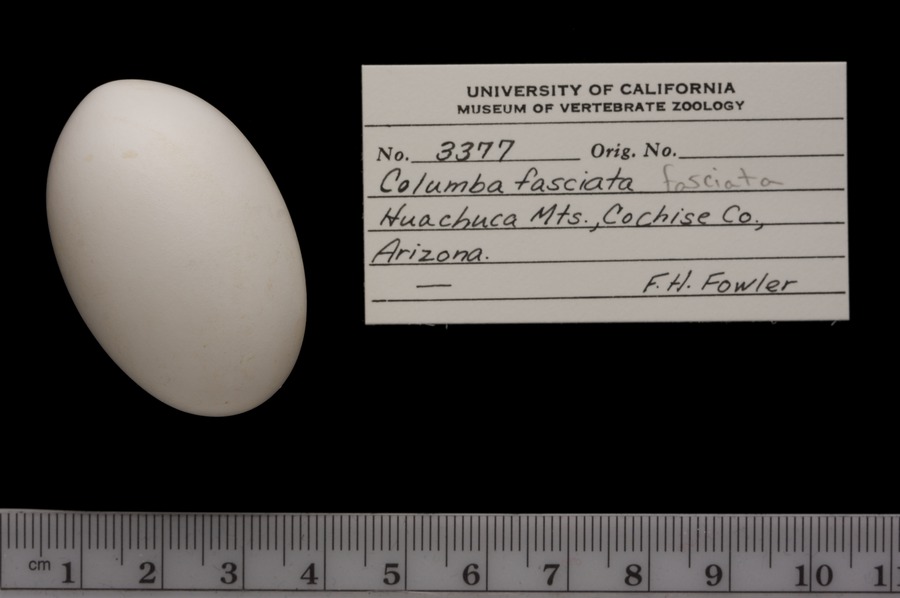 UNIVERSITY OF CALIFORNIA
MUSEUM OF VERTEBRATE ZOOLOGY
No. 3377 Orig. No.
Columba fasciata fasciata
Huachuca Mts., Cochise Co.,
Arizona.
— F. H. Fowler
cm 1 2 3 4 5 6 7 8 9 10 1